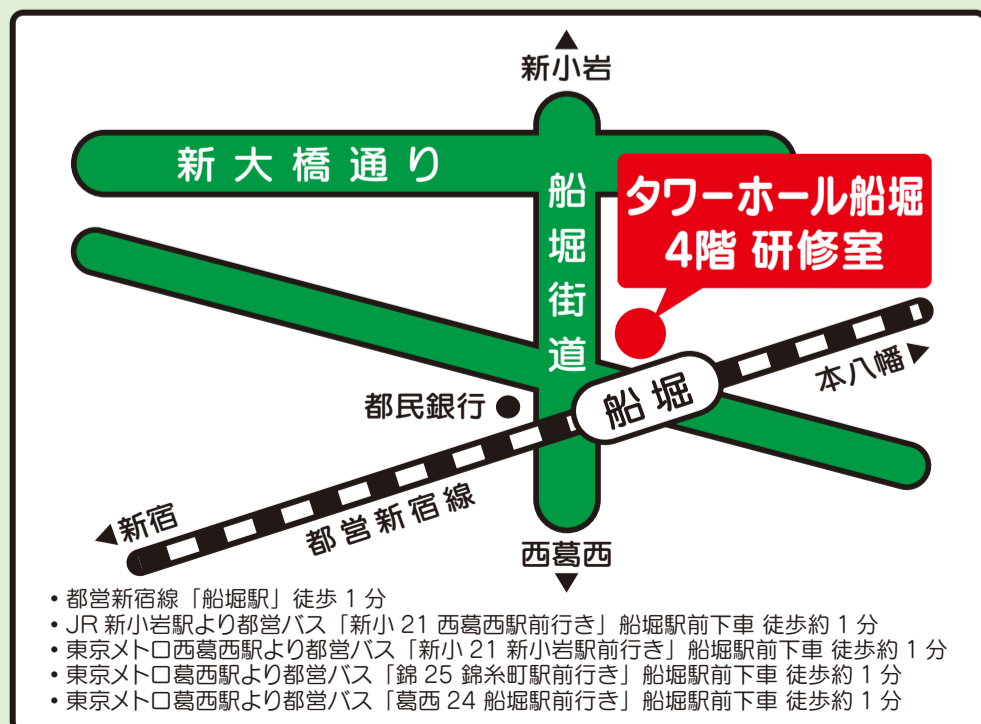 ▲
新小岩
新大橋通り
船堀街道
タワーホール船堀
4階 研修室
都民銀行
船堀
本八幡▶
◀新宿
都営新宿線
西葛西
▼
• 都営新宿線「船堀駅」徒歩 1 分
• JR 新小岩駅より都営バス「新小 21 西葛西駅前行き」船堀駅前下車 徒歩約 1 分
• 東京メトロ西葛西駅より都営バス「新小 21 新小岩駅前行き」船堀駅前下車 徒歩約 1 分
• 東京メトロ葛西駅より都営バス「錦 25 錦糸町駅前行き」船堀駅前下車 徒歩約 1 分
• 東京メトロ葛西駅より都営バス「葛西 24 船堀駅前行き」船堀駅前下車 徒歩約 1 分